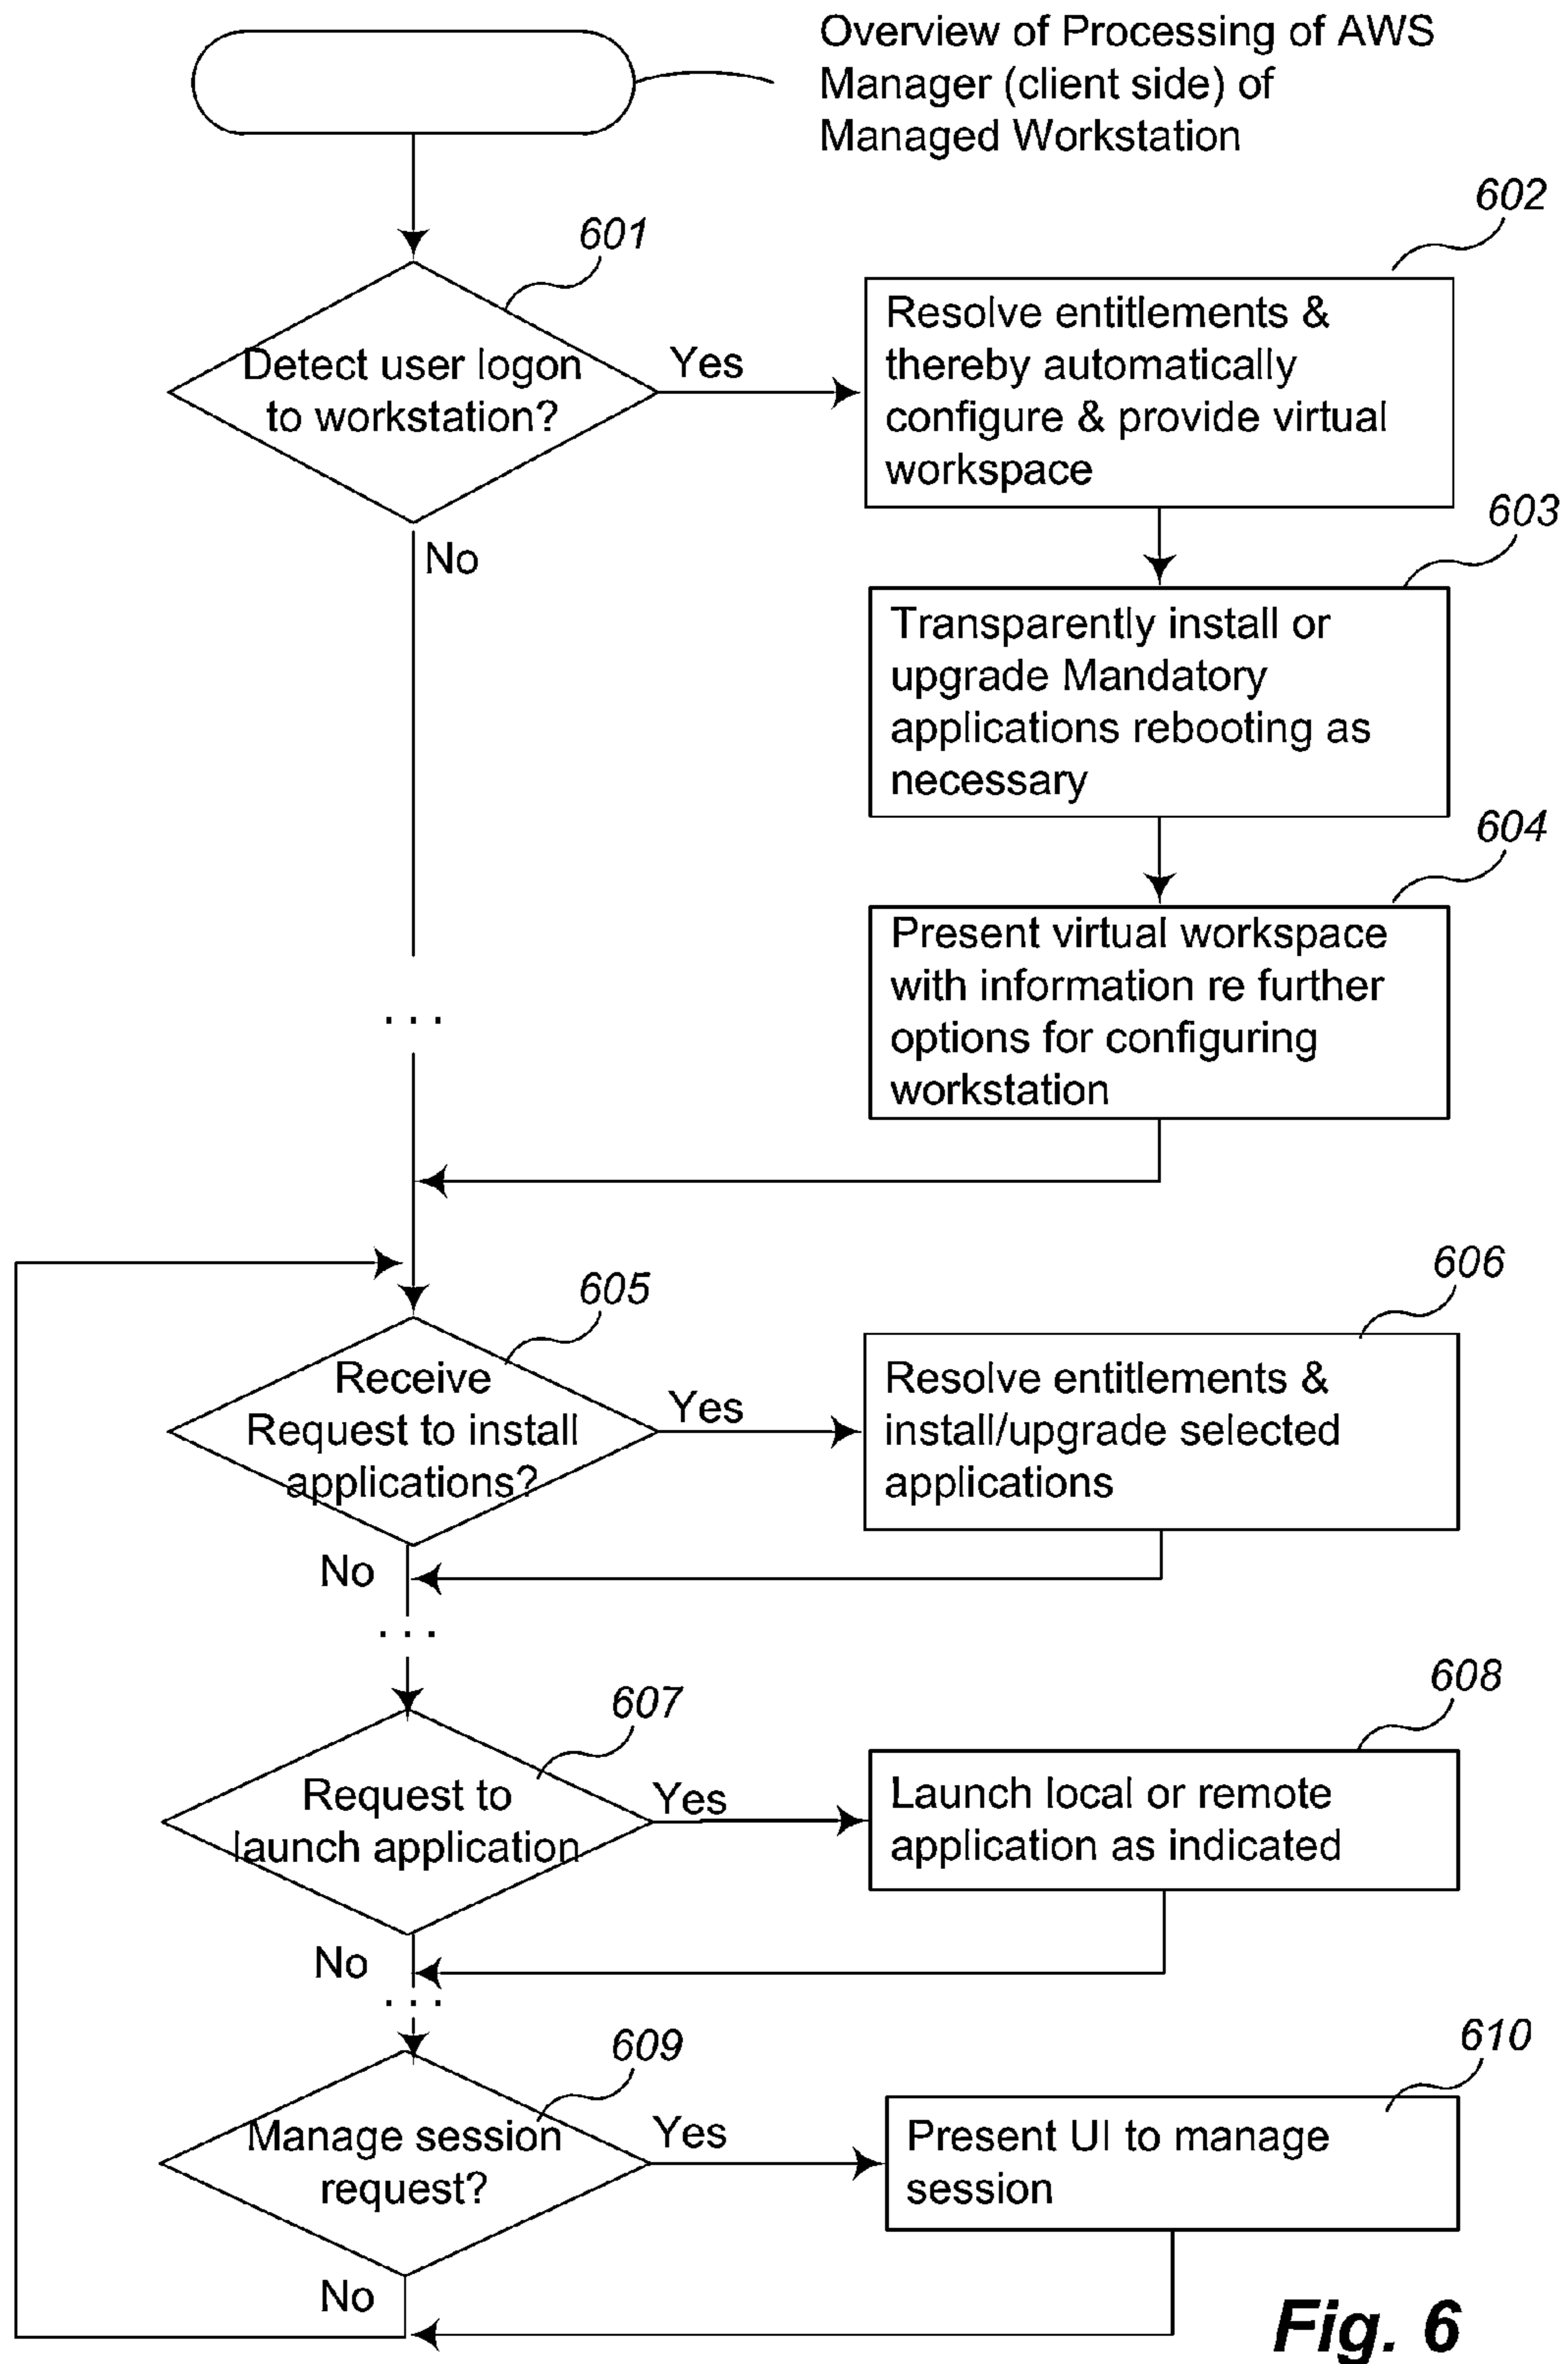 Overview of Processing of AWS
Manager (client side) of
Managed Workstation
601
602
Detect user logon
to workstation?
Yes
Resolve entitlements &
thereby automatically
configure & provide virtual
workspace
No
603
Transparently install or
upgrade Mandatory
applications rebooting as
necessary
604
Present virtual workspace
with information re further
options for configuring
workstation
. . .
605
606
Receive
Request to install
applications?
Yes
Resolve entitlements &
install/upgrade selected
applications
No
. . .
607
608
Request to
launch application
Yes
Launch local or remote
application as indicated
No
. . .
609
610
Manage session
request?
Yes
Present UI to manage
session
No
Fig. 6